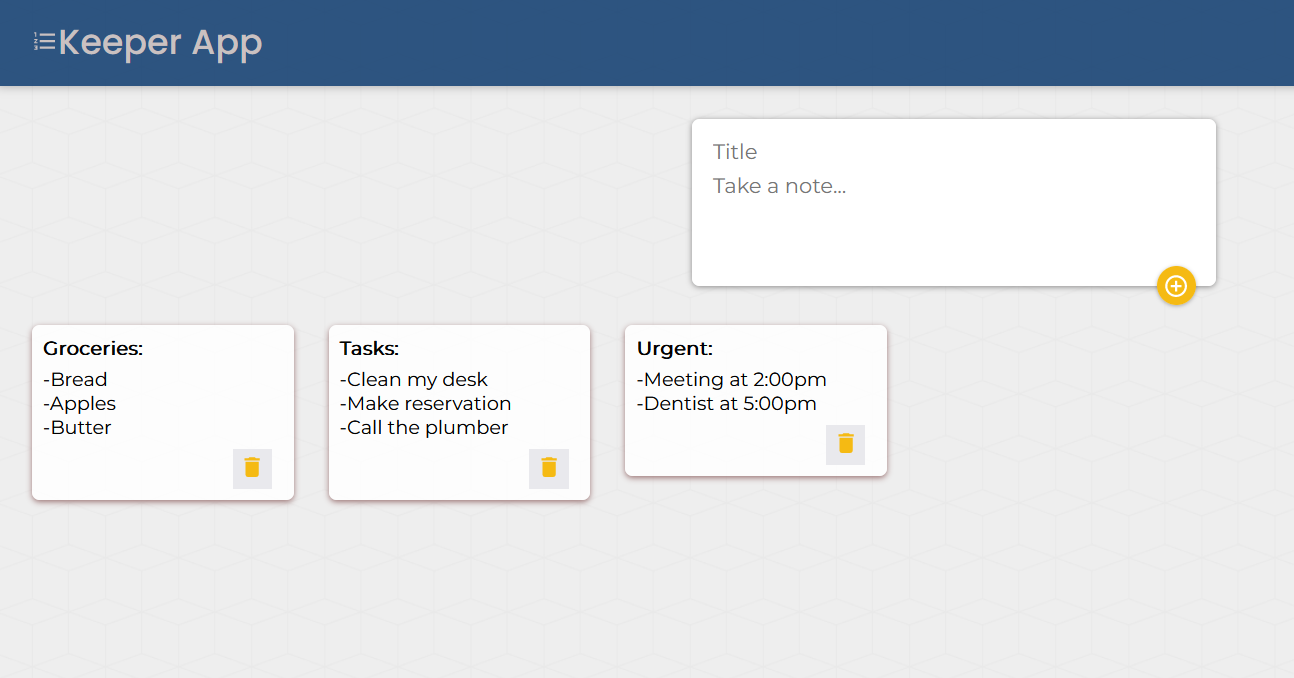 Keeper App
Title
Take a note...
Groceries:
-Bread
-Apples
-Butter
Tasks:
-Clean my desk
-Make reservation
-Call the plumber
Urgent:
-Meeting at 2:00pm
-Dentist at 5:00pm